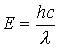 E = hc/λ